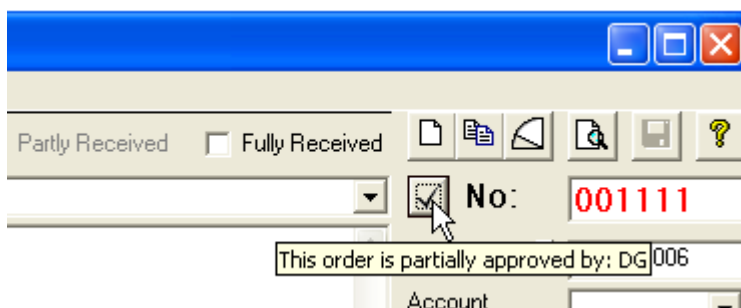 Partly Received Fully Received ?
No: 001111
This order is partially approved by: DG 006
Account